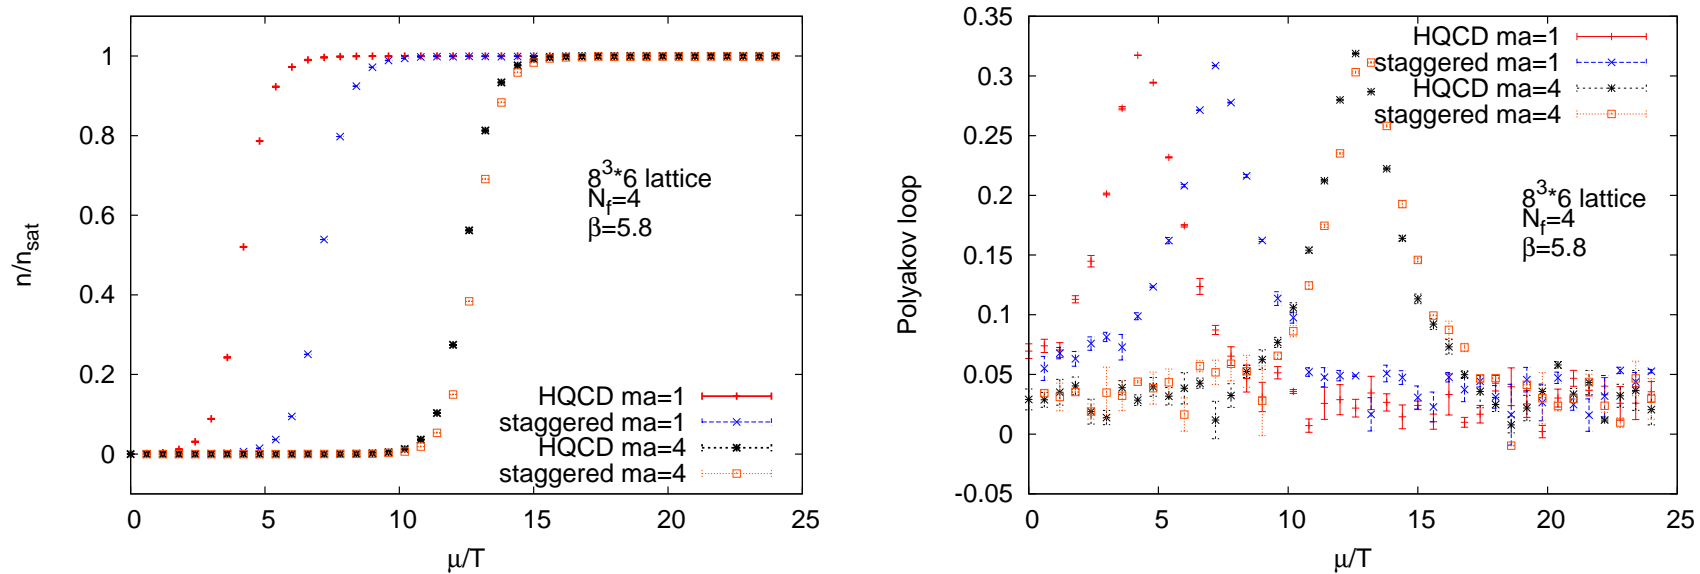 n/n_sat
1
0.8
0.6
0.4
0.2
0
0 5 10 15 20 25
μ/T
8^3*6 lattice
N_f=4
β=5.8
HQCD ma=1
staggered ma=1
HQCD ma=4
staggered ma=4
Polyakov loop
0.35
0.3
0.25
0.2
0.15
0.1
0.05
0
-0.05
0 5 10 15 20 25
μ/T
HQCD ma=1
staggered ma=1
HQCD ma=4
staggered ma=4
8^3*6 lattice
N_f=4
β=5.8